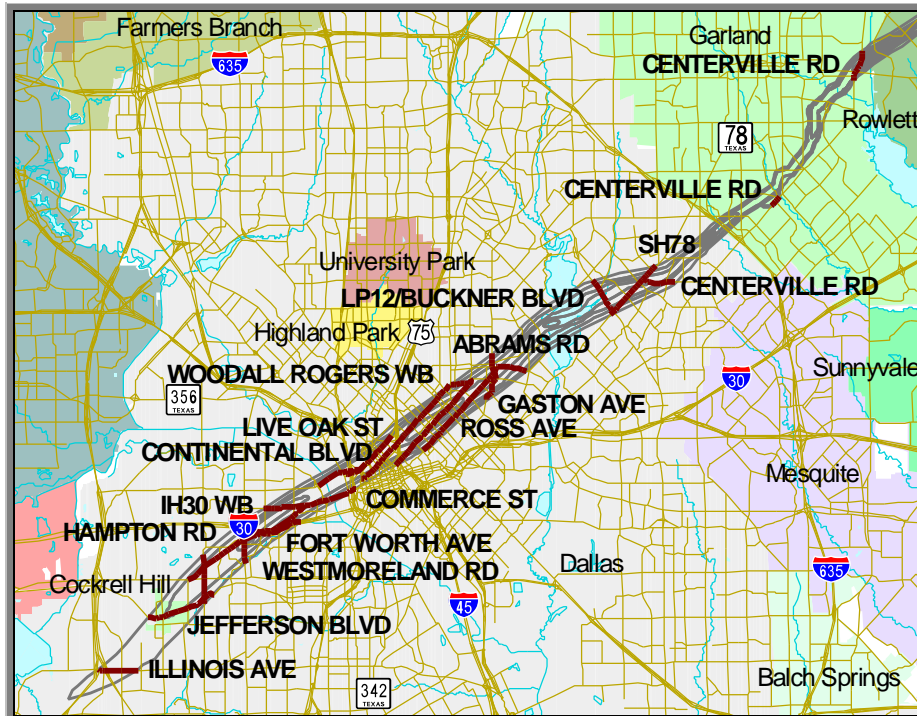 Farmers Branch
635
Garland
CENTERVILLE RD
Rowlett
78
TEXAS
CENTERVILLE RD
SH78
University Park
LP12/BUCKNER BLVD
CENTERVILLE RD
Highland Park
75
ABRAMS RD
WOODALL ROGERS WB
30
Sunnyvale
356
TEXAS
GASTON AVE
LIVE OAK ST
ROSS AVE
CONTINENTAL BLVD
Mesquite
IH30 WB
COMMERCE ST
HAMPTON RD
30
FORT WORTH AVE
Dallas
WESTMORELAND RD
635
Cockrell Hill
45
JEFFERSON BLVD
ILLINOIS AVE
Balch Springs
342
TEXAS